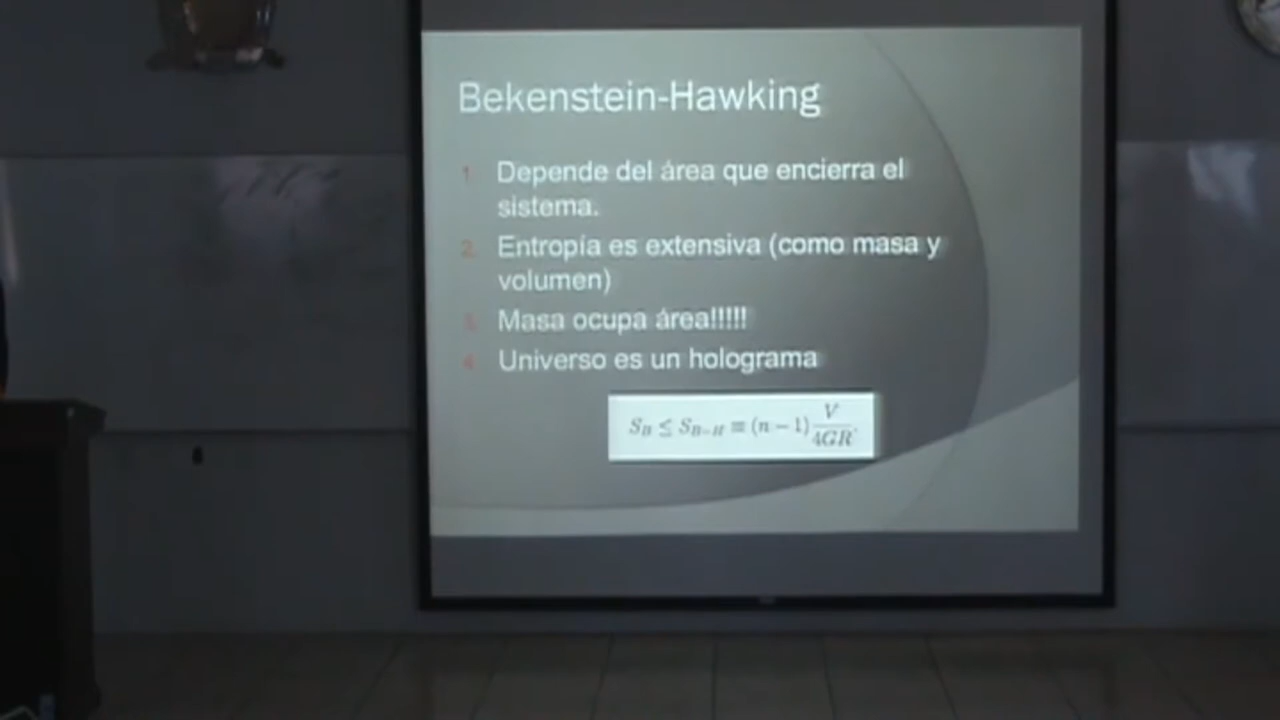 Bekenstein-Hawking
1. Depende del área que encierra el
sistema.
2. Entropía es extensiva (como masa y
volumen)
3. Masa ocupa área!!!!!
4. Universo es un holograma
S_B ≤ S_{B-H} ≡ (n − 1) V/4GR.